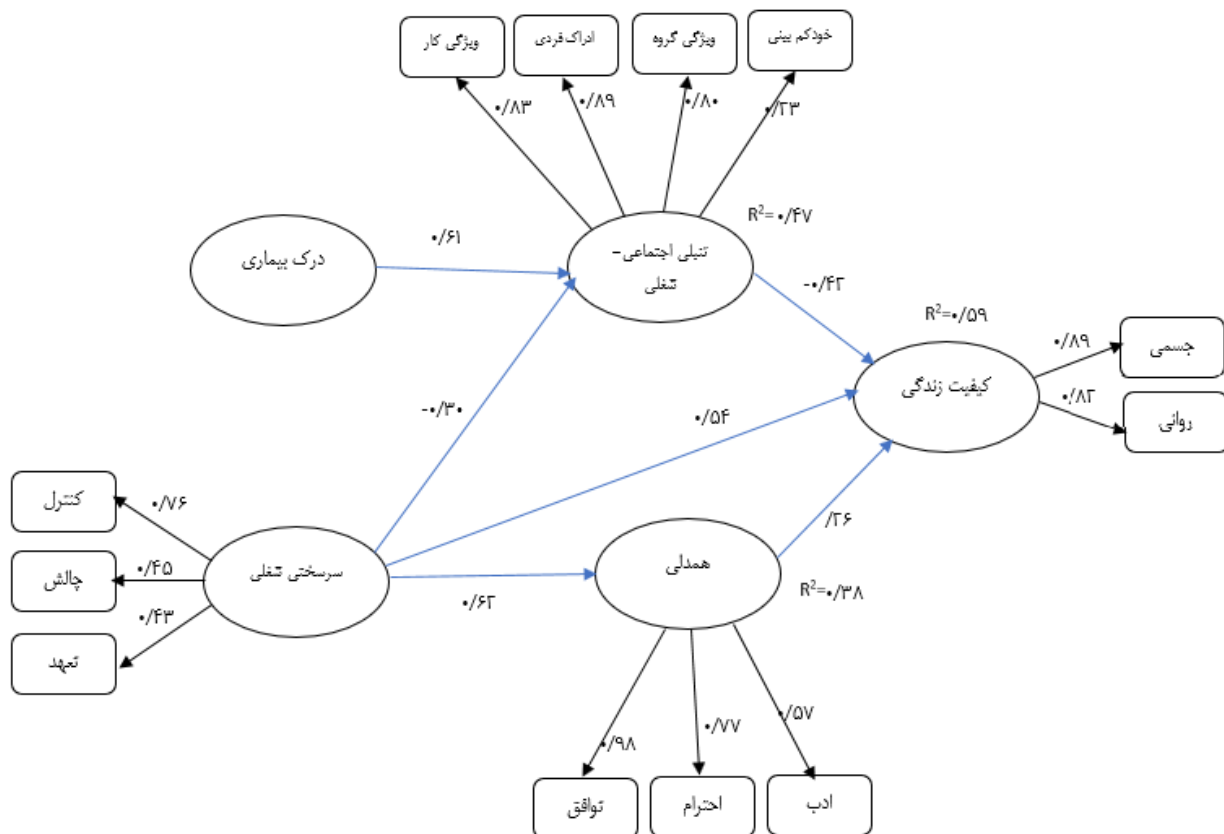 ویژگی کار
ادراک فردی
ویژگی گروه
خودکم بینی
۰/۸۳
۰/۸۹
۰/۸۰
۰/۲۳
R²= ۰/۴۷
درک بیماری
۰/۶۱
تنبلی اجتماعی-
شغلی
-۰/۴۲
R²=۰/۵۹
کیفیت زندگی
۰/۸۹
جسمی
۰/۸۲
روانی
-۰/۳۰
۰/۵۴
کنترل
۰/۷۶
چالش
۰/۴۵
تعهد
۰/۴۳
سرسختی شغلی
۰/۶۲
همدلی
/۲۶
R²=۰/۳۸
۰/۹۸
۰/۷۷
۰/۵۷
توافق
احترام
ادب